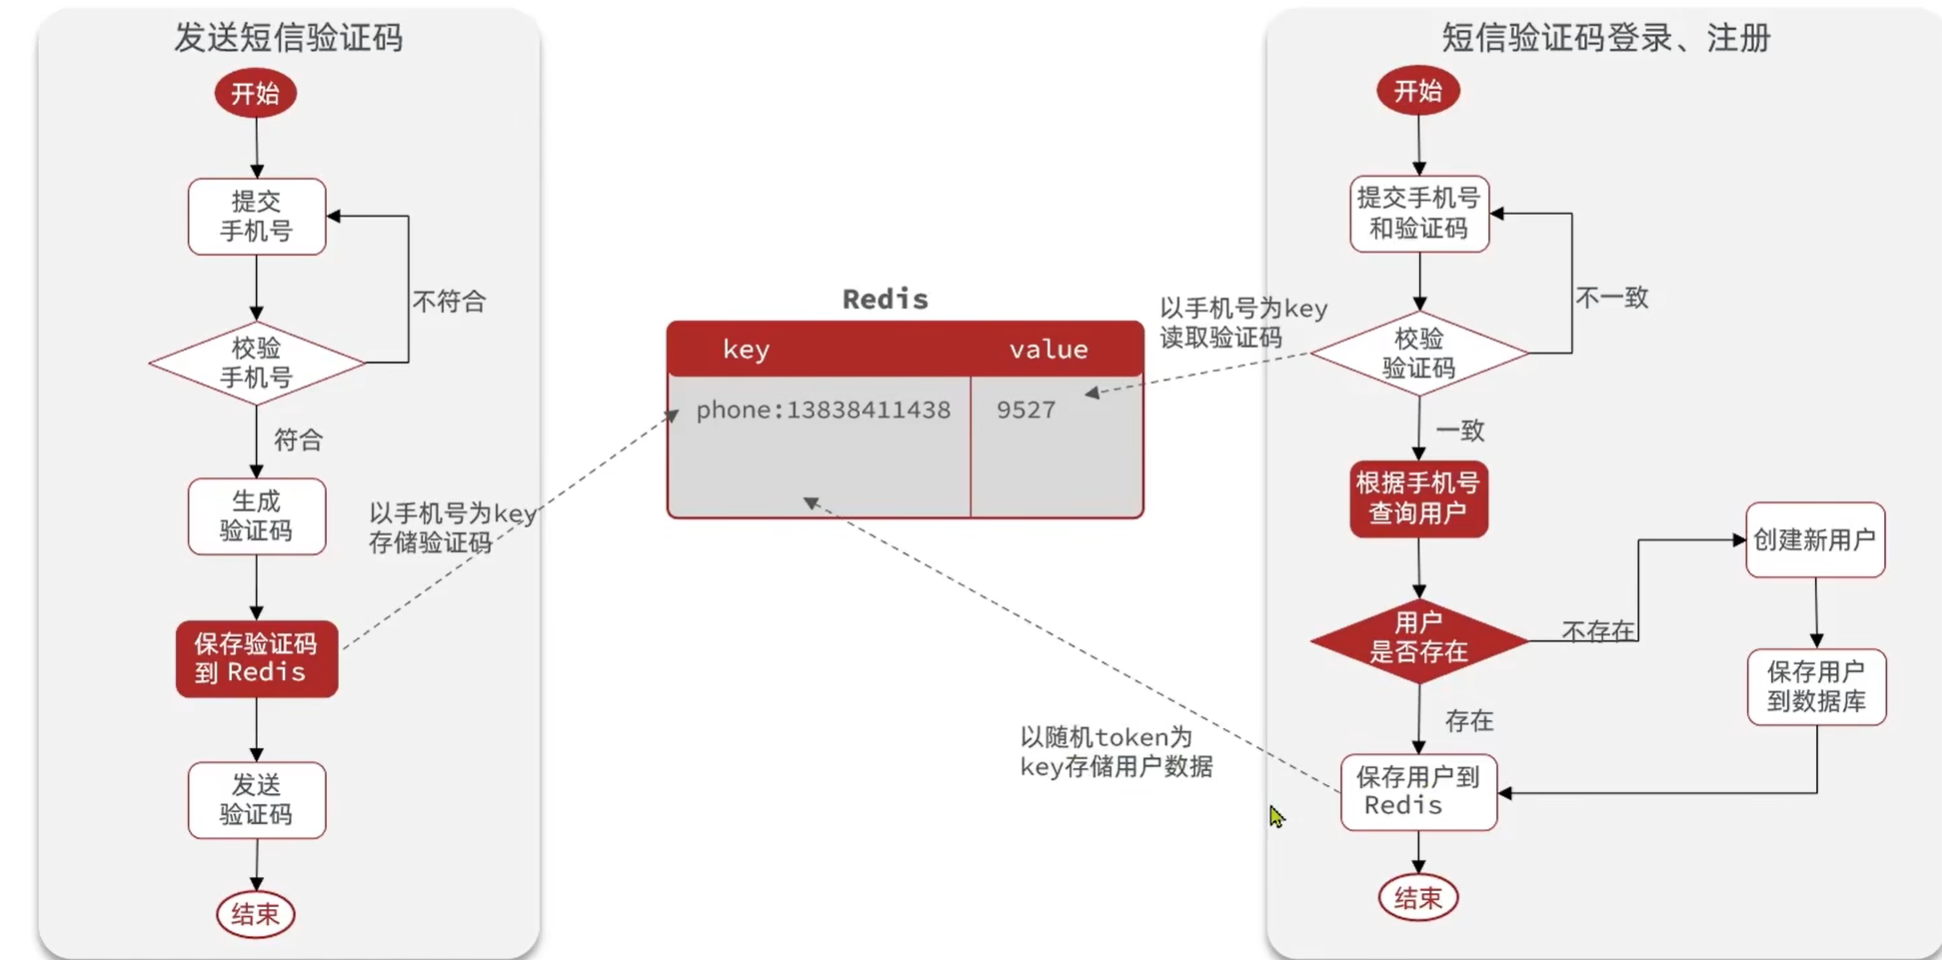 发送短信验证码
开始
提交
手机号
不符合
校验
手机号
符合
生成
验证码
以手机号为key
存储验证码
保存验证码
到 Redis
发送
验证码
结束
Redis
key
value
phone:13838411438
9527
以手机号为key
读取验证码
以随机token为
key存储用户数据
短信验证码登录、注册
开始
提交手机号
和验证码
不一致
校验
验证码
一致
根据手机号
查询用户
用户
是否存在
不存在
创建新用户
保存用户
到数据库
存在
保存用户到
Redis
结束